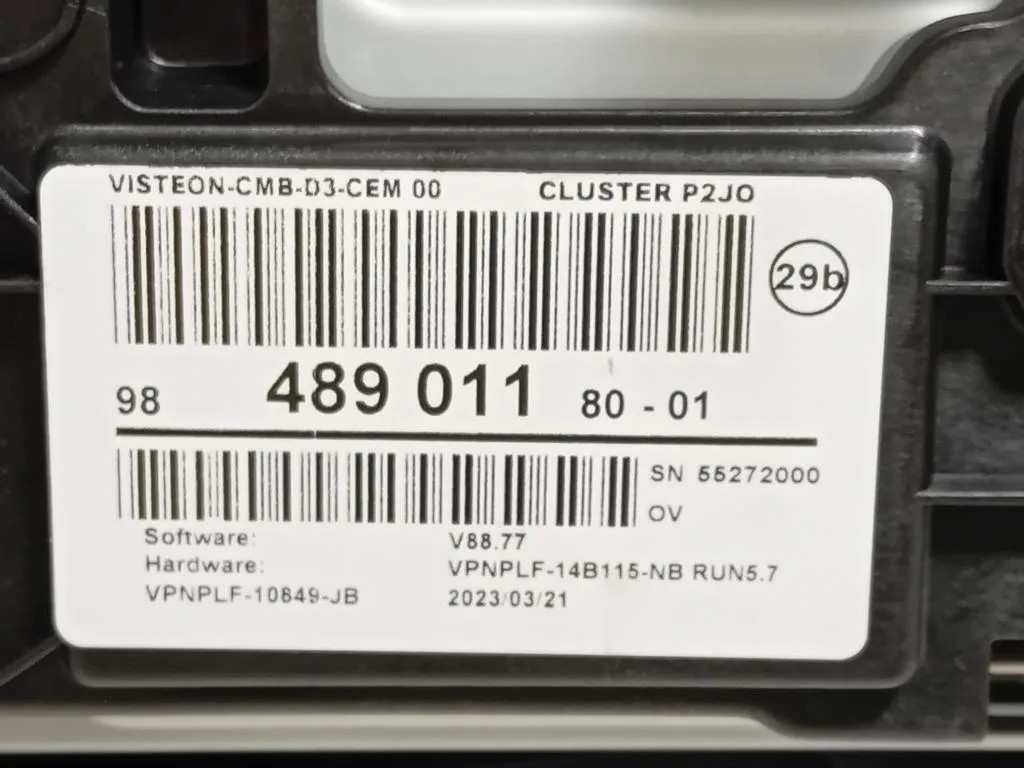 VISTEON-CMB-D3-CEM 00 CLUSTER P2JO
29b
98 489 011 80 - 01
SN 55272000
OV
Software: V88.77
Hardware: VPNPLF-14B115-NB RUN5.7
VPNPLF-10849-JB 2023/03/21